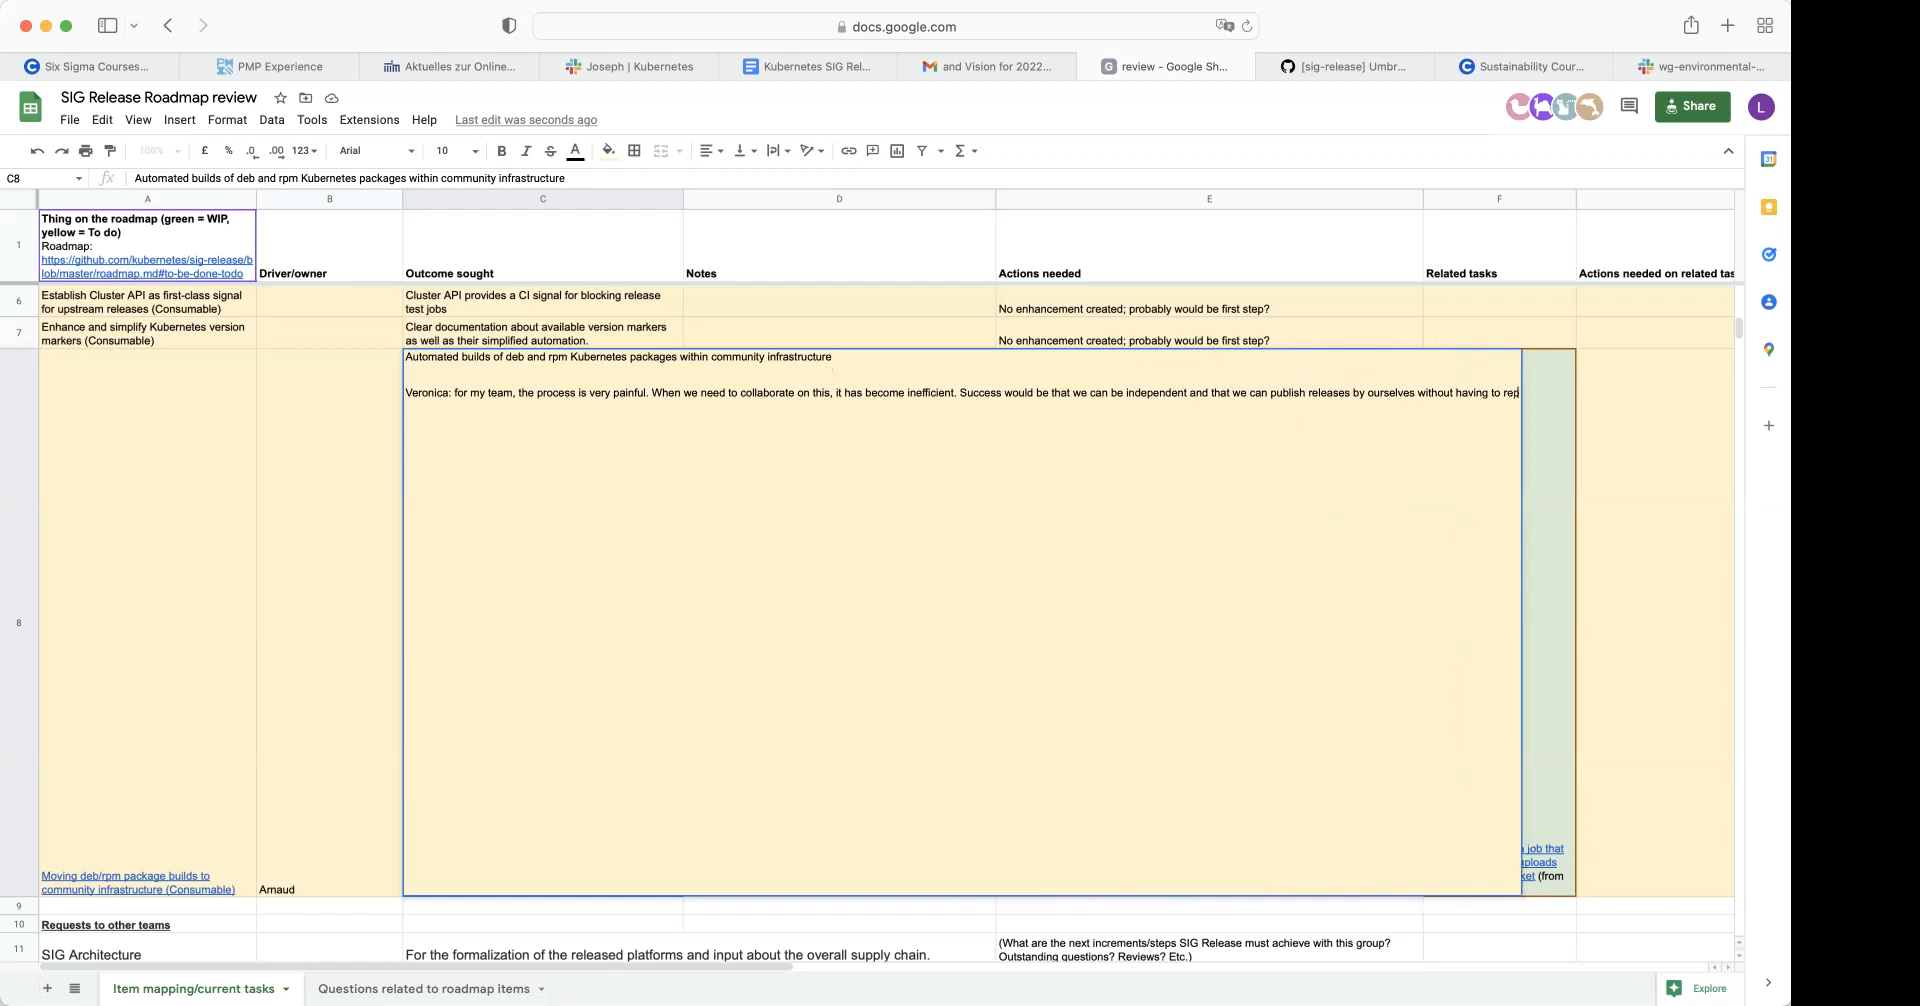 docs.google.com
Six Sigma Courses...
PMP Experience
Aktuelles zur Online...
Joseph | Kubernetes
Kubernetes SIG Rel...
and Vision for 2022...
review - Google Sh...
[sig-release] Umbr...
Sustainability Cour...
wg-environmental-...
SIG Release Roadmap review
Share
L
File Edit View Insert Format Data Tools Extensions Help Last edit was seconds ago
100% £ % .0 .00 123 Arial 10 B I S A
C8 fx Automated builds of deb and rpm Kubernetes packages within community infrastructure
A B C D E F
1
Thing on the roadmap (green = WIP,
yellow = To do)
Roadmap:
https://github.com/kubernetes/sig-release/b
lob/master/roadmap.md#to-be-done-todo
Driver/owner
Outcome sought
Notes
Actions needed
Related tasks
Actions needed on related tas
6
Establish Cluster API as first-class signal
for upstream releases (Consumable)
Cluster API provides a CI signal for blocking release
test jobs
No enhancement created; probably would be first step?
7
Enhance and simplify Kubernetes version
markers (Consumable)
Clear documentation about available version markers
as well as their simplified automation.
No enhancement created; probably would be first step?
8
Moving deb/rpm package builds to
community infrastructure (Consumable)
Arnaud
Automated builds of deb and rpm Kubernetes packages within community infrastructure
Veronica: for my team, the process is very painful. When we need to collaborate on this, it has become inefficient. Success would be that we can be independent and that we can publish releases by ourselves without having to rep
job that
uploads
ket (from
9
10
Requests to other teams
11
SIG Architecture
For the formalization of the released platforms and input about the overall supply chain.
(What are the next increments/steps SIG Release must achieve with this group?
Outstanding questions? Reviews? Etc.)
Item mapping/current tasks
Questions related to roadmap items
Explore